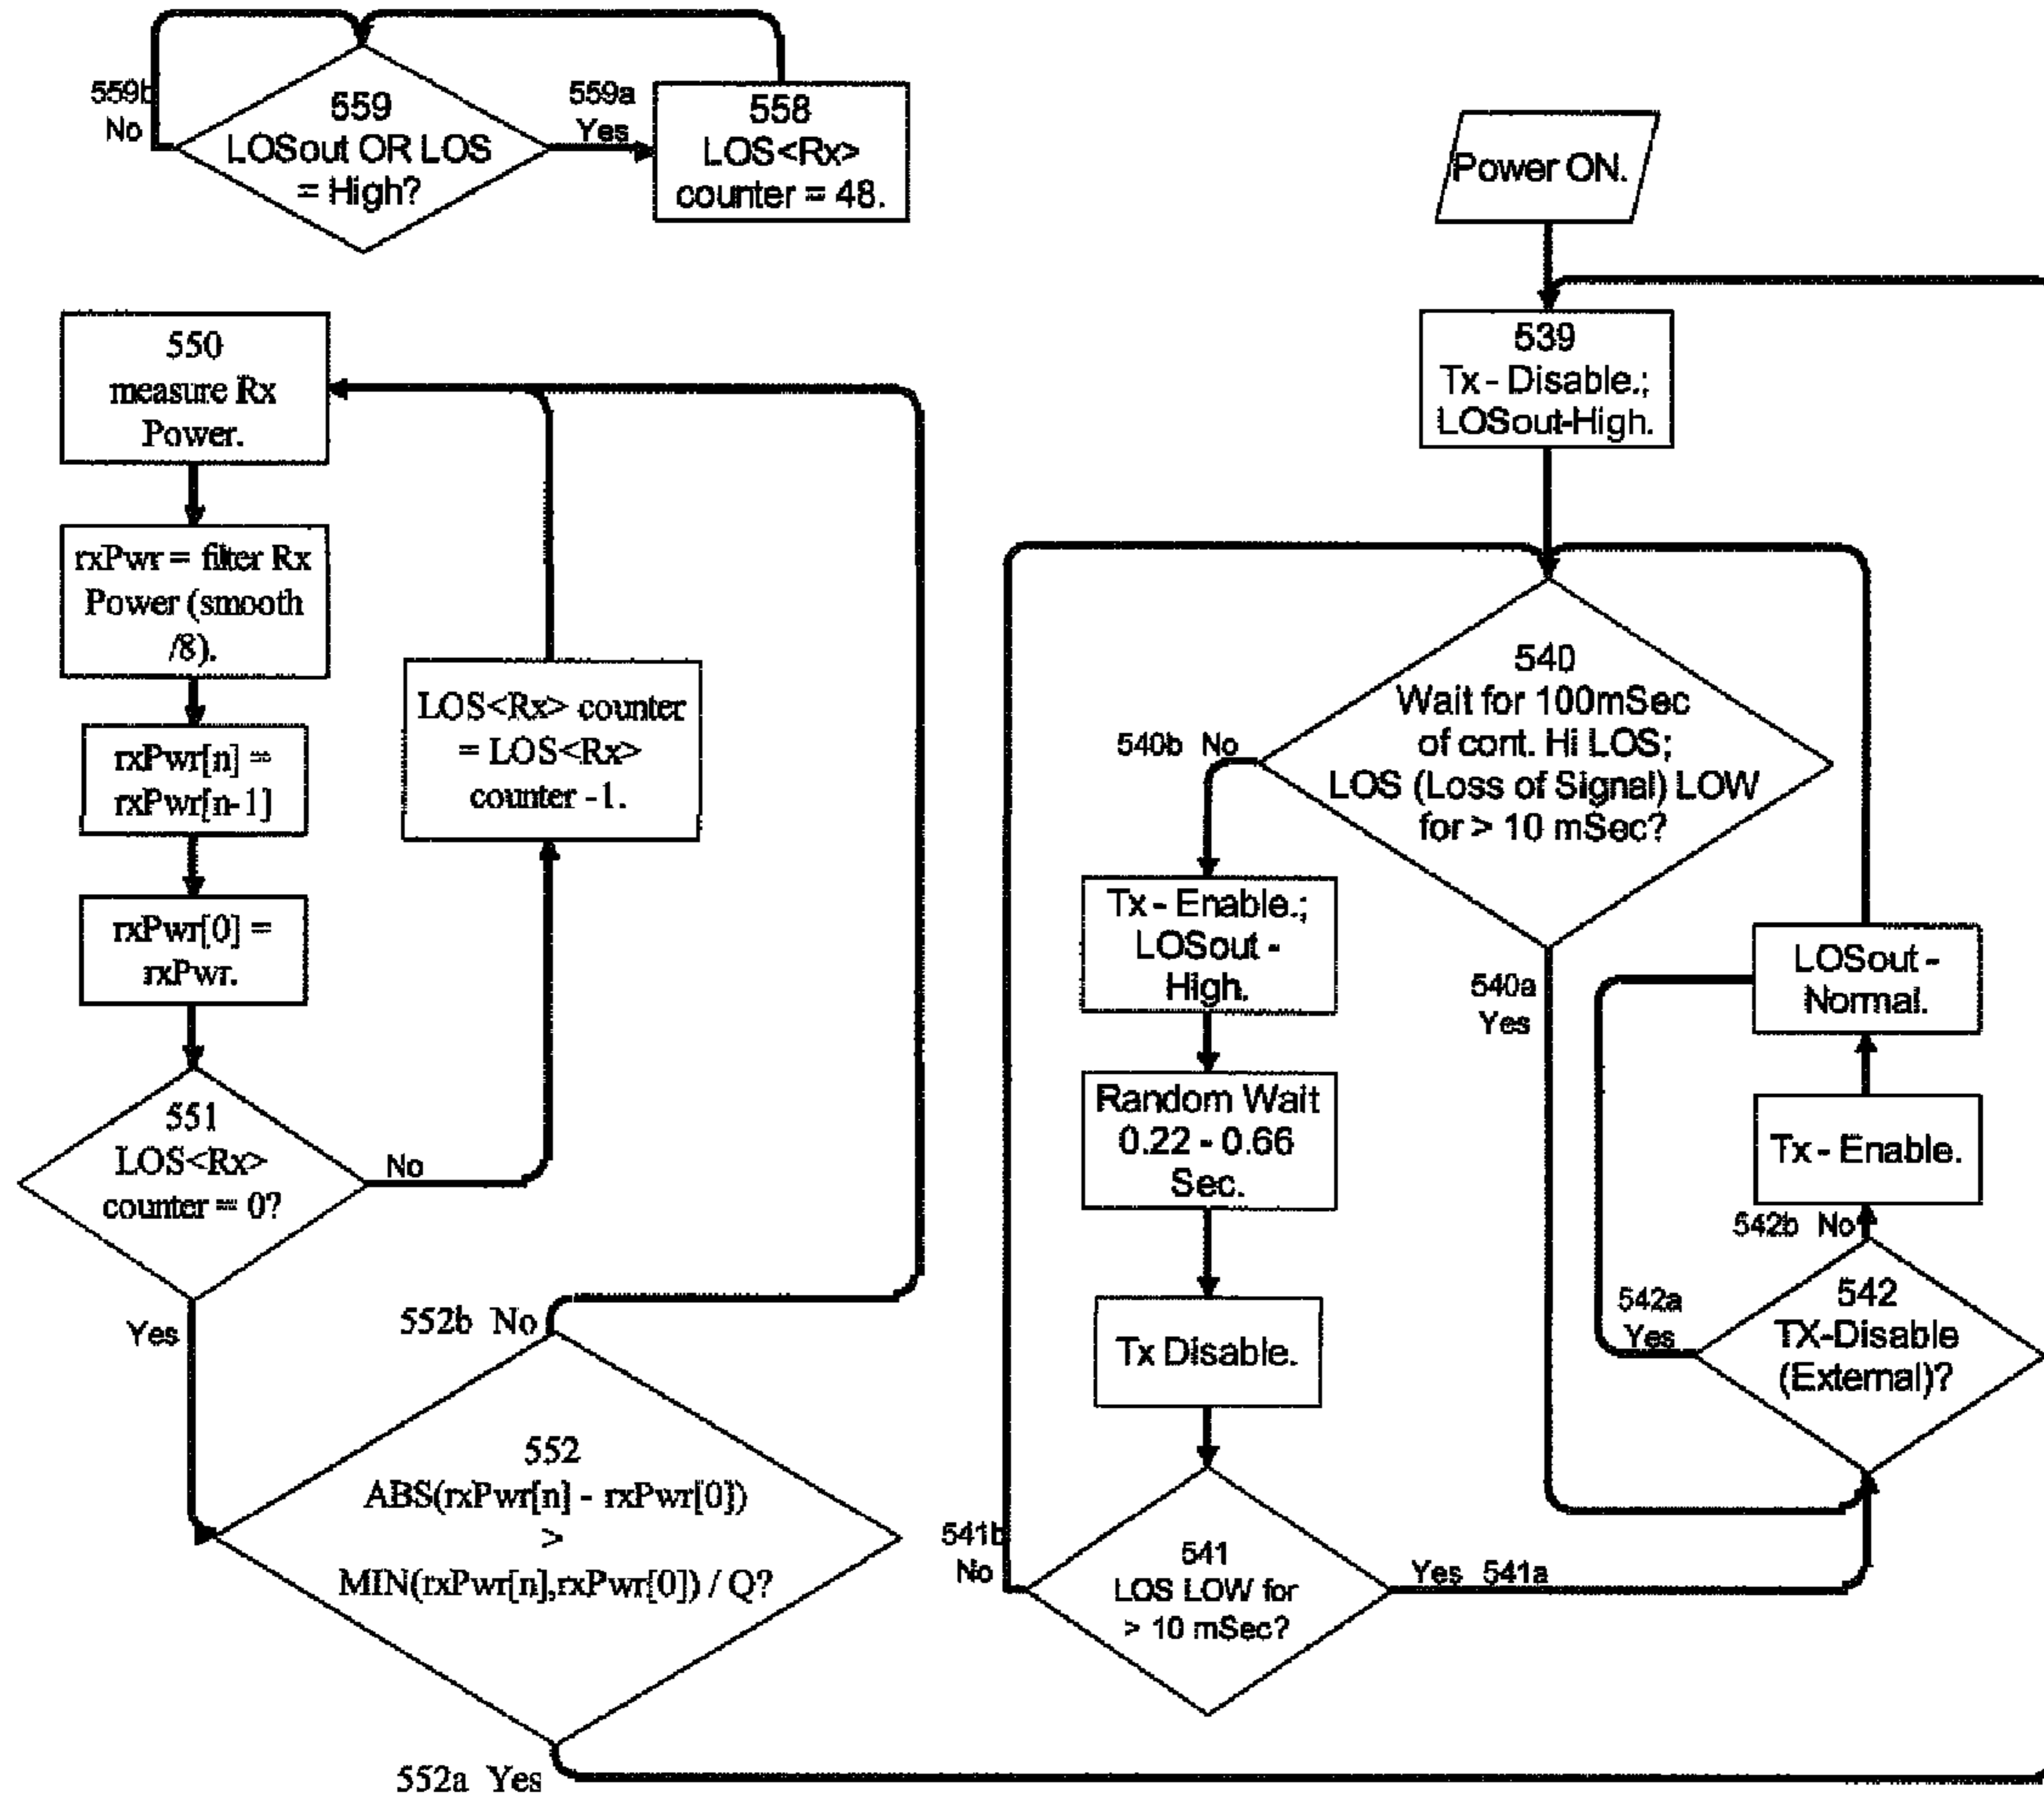 559b
No
559
LOSout OR LOS
= High?
559a
Yes
558
LOS<Rx>
counter = 48.
550
measure Rx
Power.
rxPwr = filter Rx
Power (smooth
/8).
rxPwr[n] =
rxPwr[n-1]
rxPwr[0] =
rxPwr.
551
LOS<Rx>
counter = 0?
No
Yes
LOS<Rx> counter
= LOS<Rx>
counter -1.
552b No
552
ABS(rxPwr[n] - rxPwr[0])
>
MIN(rxPwr[n],rxPwr[0]) / Q?
552a Yes
Power ON.
539
Tx - Disable.;
LOSout-High.
540
Wait for 100mSec
of cont. Hi LOS;
LOS (Loss of Signal) LOW
for > 10 mSec?
540b No
540a
Yes
Tx - Enable.;
LOSout -
High.
Random Wait
0.22 - 0.66
Sec.
Tx Disable.
541
LOS LOW for
> 10 mSec?
541b
No
Yes 541a
LOSout -
Normal.
Tx - Enable.
542b No
542
TX-Disable
(External)?
542a
Yes